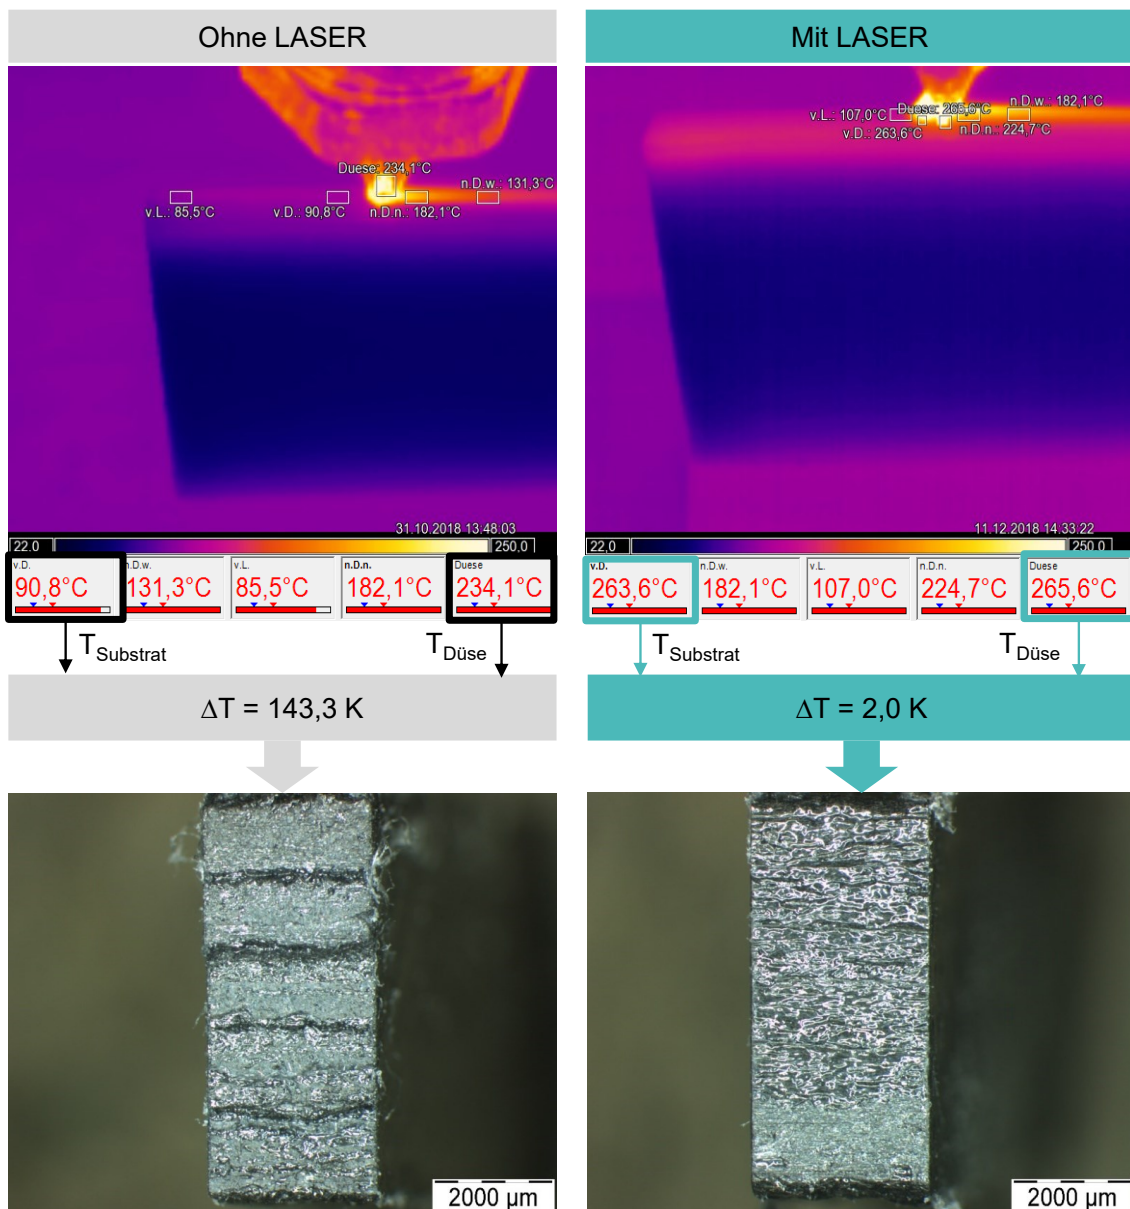 Ohne LASER
Mit LASER
Duese: 234,1°C
n.D.w.: 131,3°C
v.L.: 85,5°C
v.D.: 90,8°C
n.D.n.: 182,1°C
31.10.2018 13:48:03
22.0
250,0
v.D.
90,8°C
n.D.w.
131,3°C
v.L.
85,5°C
n.D.n.
182,1°C
Duese
234,1°C
n.D.w.: 182,1°C
v.L.: 107,0°C
Duese: 265,6°C
v.D.: 263,6°C
n.D.n.: 224,7°C
11.12.2018 14:33:22
22,0
250,0
v.D.
263,6°C
n.D.w.
182,1°C
v.L.
107,0°C
n.D.n.
224,7°C
Duese
265,6°C
TSubstrat
TDüse
TSubstrat
TDüse
ΔT = 143,3 K
ΔT = 2,0 K
2000 µm
2000 µm